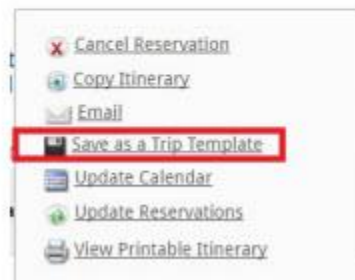 Cancel Reservation
Copy Itinerary
Email
Save as a Trip Template
Update Calendar
Update Reservations
View Printable Itinerary